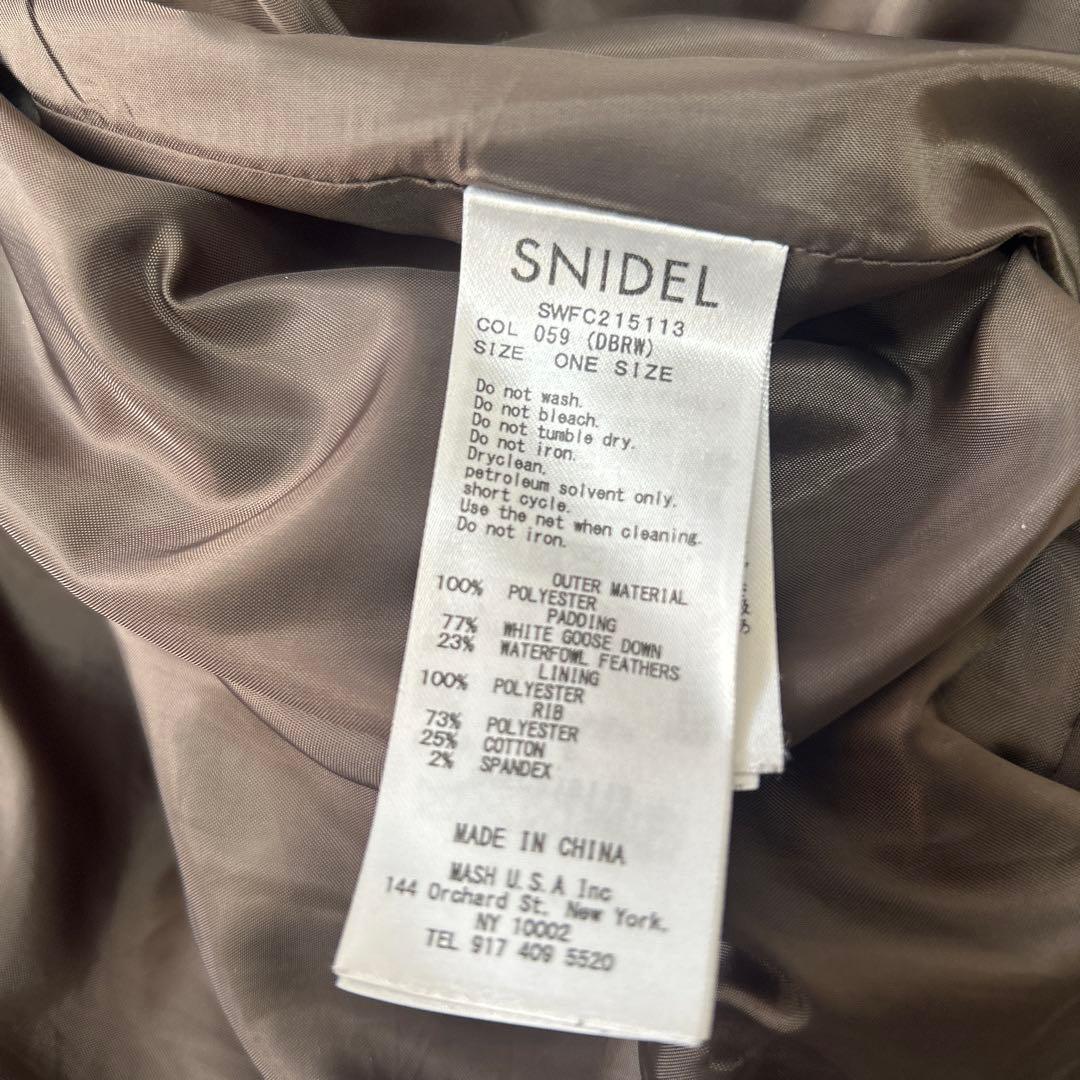 SNIDEL
SWFC215113
COL 059 (DBRW)
SIZE ONE SIZE
Do not wash.
Do not bleach.
Do not tumble dry.
Do not iron.
Dryclean.
petroleum solvent only.
short cycle.
Use the net when cleaning.
Do not iron.
OUTER MATERIAL
100% POLYESTER
PADDING
77% WHITE GOOSE DOWN
23% WATERFOWL FEATHERS
LINING
100% POLYESTER
RIB
73% POLYESTER
25% COTTON
2% SPANDEX
MADE IN CHINA
MASH U.S.A Inc
144 Orchard St. New York.
NY 10002
TEL 917 409 5520